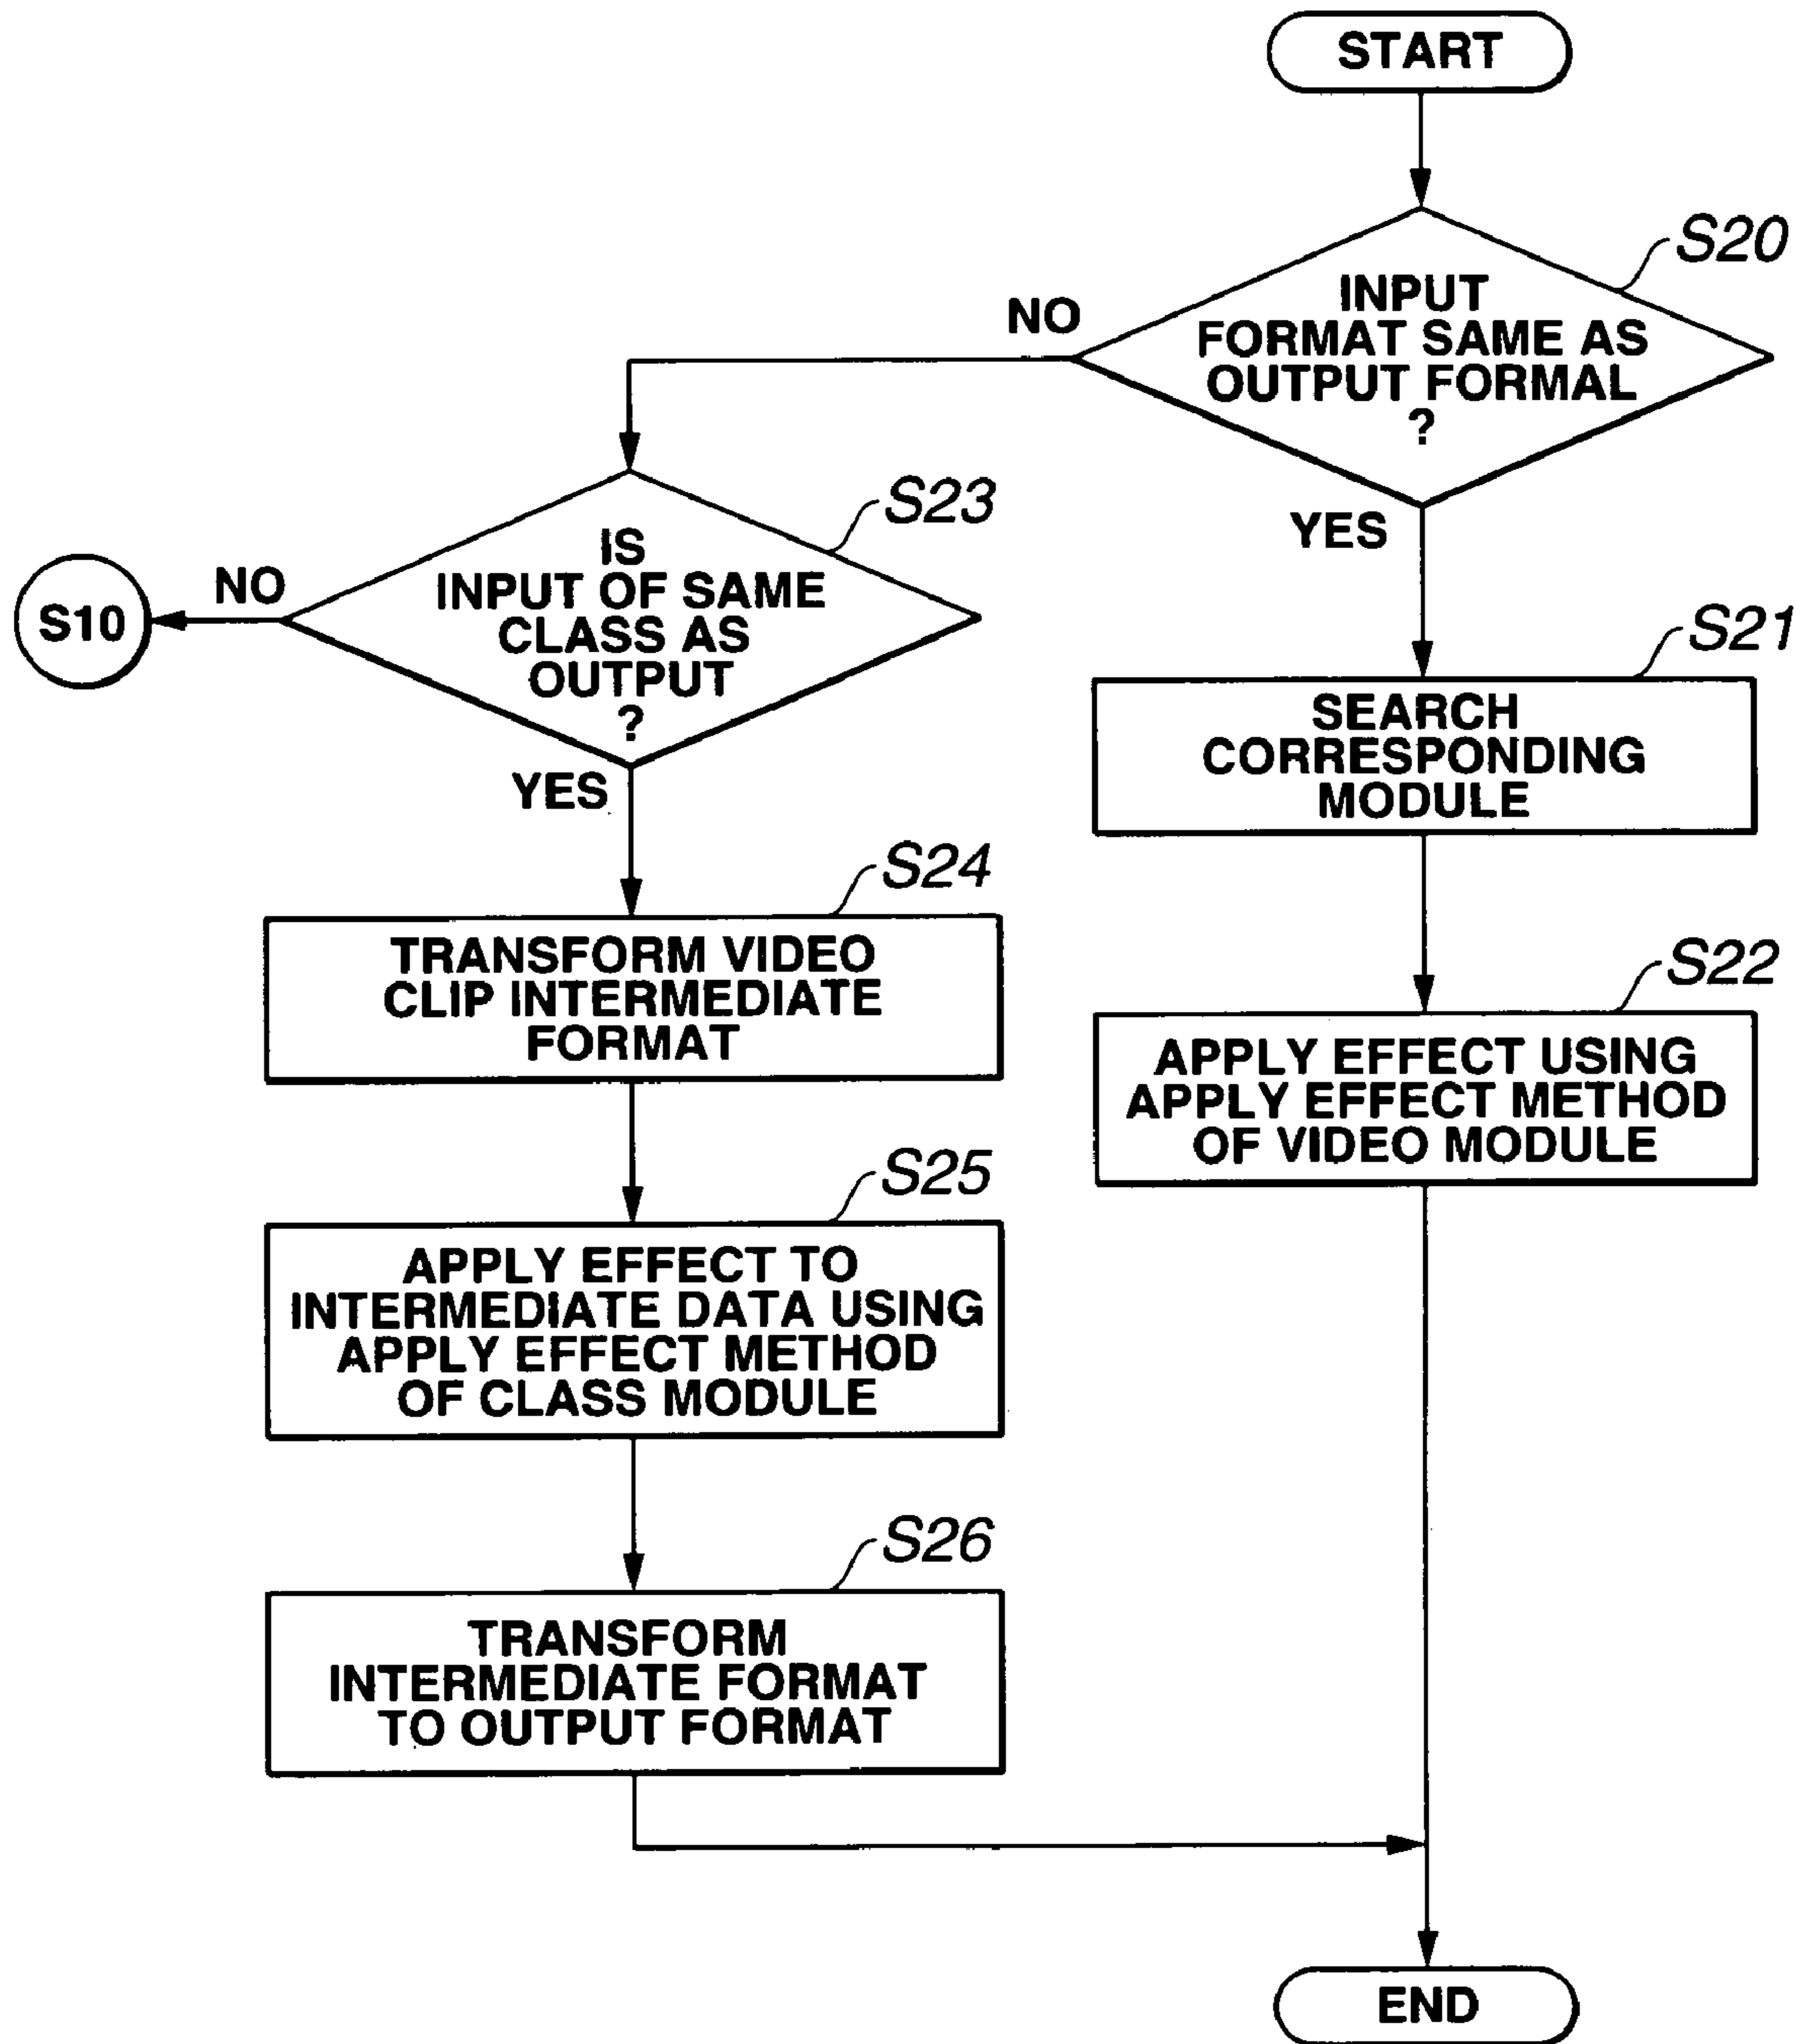 START
S20
INPUT
FORMAT SAME AS
OUTPUT FORMAL
?
NO
YES
S23
IS
INPUT OF SAME
CLASS AS
OUTPUT
?
NO
S10
YES
S21
SEARCH
CORRESPONDING
MODULE
S24
TRANSFORM VIDEO
CLIP INTERMEDIATE
FORMAT
S22
APPLY EFFECT USING
APPLY EFFECT METHOD
OF VIDEO MODULE
S25
APPLY EFFECT TO
INTERMEDIATE DATA USING
APPLY EFFECT METHOD
OF CLASS MODULE
S26
TRANSFORM
INTERMEDIATE FORMAT
TO OUTPUT FORMAT
END